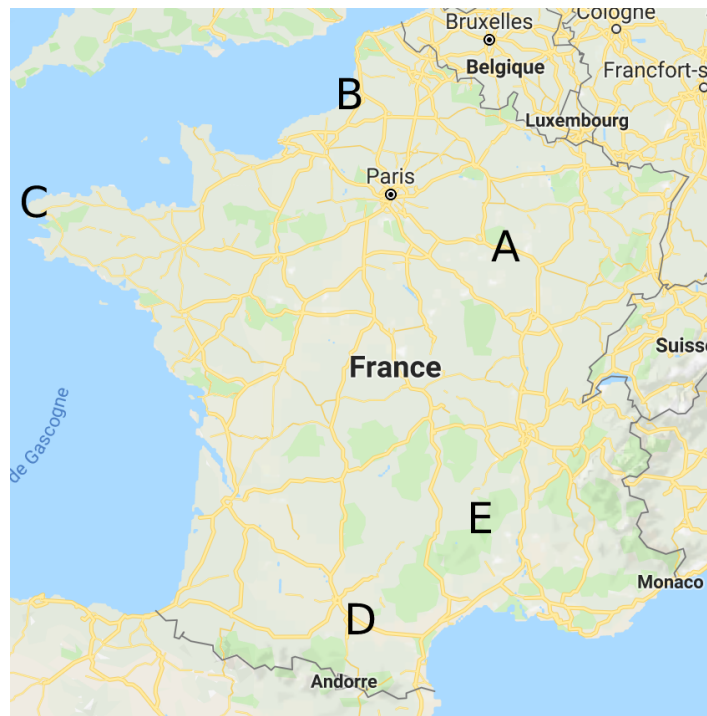 Bruxelles
Cologne
Belgique
Francfort-s
B
Luxembourg
Paris
C
A
France
Suisse
de Gascogne
E
Monaco
D
Andorre